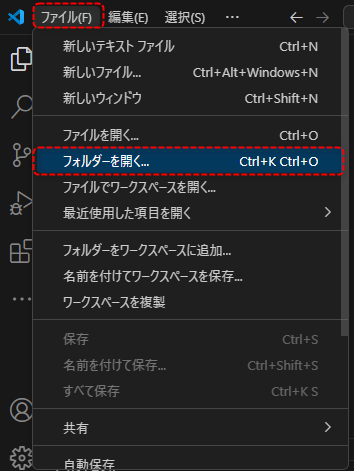 ファイル(F) 編集(E) 選択(S) …
新しいテキスト ファイル Ctrl+N
新しいファイル... Ctrl+Alt+Windows+N
新しいウィンドウ Ctrl+Shift+N
ファイルを開く... Ctrl+O
フォルダーを開く... Ctrl+K Ctrl+O
ファイルでワークスペースを開く...
最近使用した項目を開く
フォルダーをワークスペースに追加...
名前を付けてワークスペースを保存...
ワークスペースを複製
保存 Ctrl+S
名前を付けて保存... Ctrl+Shift+S
すべて保存 Ctrl+K S
共有
自動保存